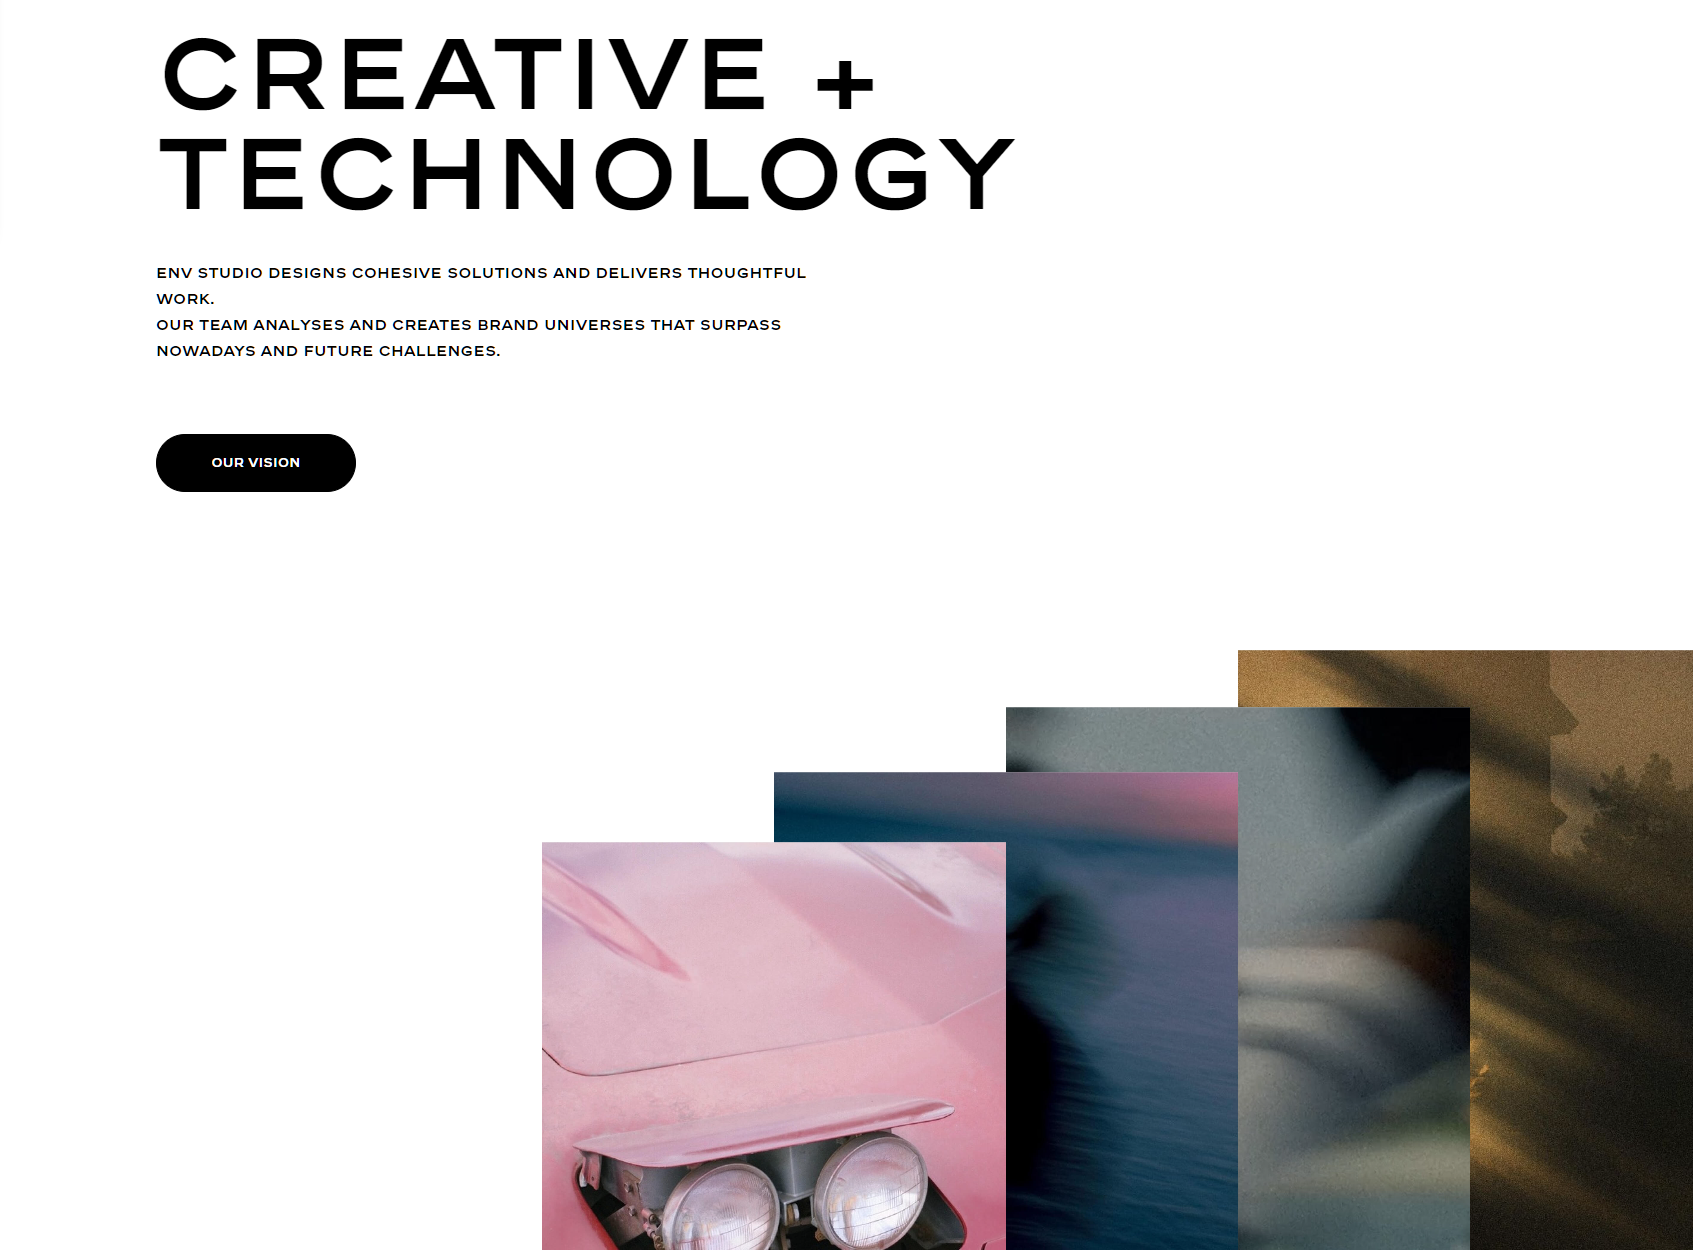 CREATIVE +
TECHNOLOGY
ENV STUDIO DESIGNS COHESIVE SOLUTIONS AND DELIVERS THOUGHTFUL
WORK.
OUR TEAM ANALYSES AND CREATES BRAND UNIVERSES THAT SURPASS
NOWADAYS AND FUTURE CHALLENGES.
OUR VISION